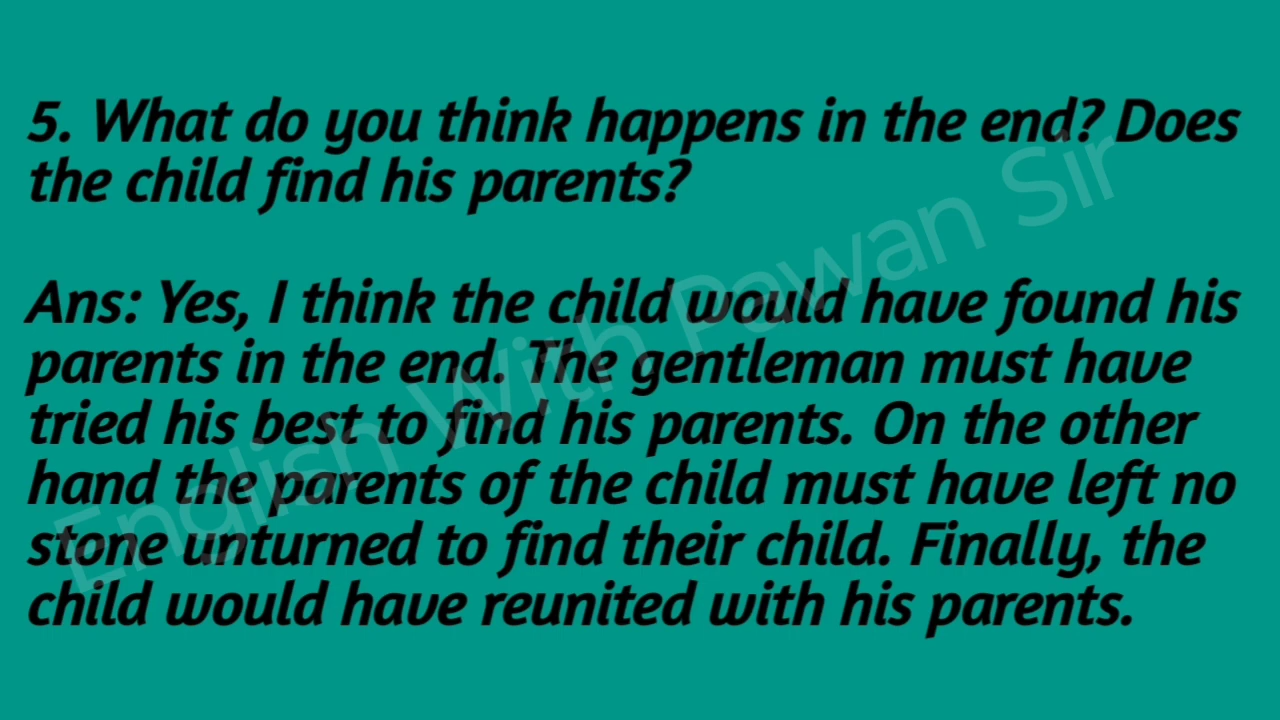 5. What do you think happens in the end? Does
the child find his parents?
Ans: Yes, I think the child would have found his
parents in the end. The gentleman must have
tried his best to find his parents. On the other
hand the parents of the child must have left no
stone unturned to find their child. Finally, the
child would have reunited with his parents.
English With Pawan Sir